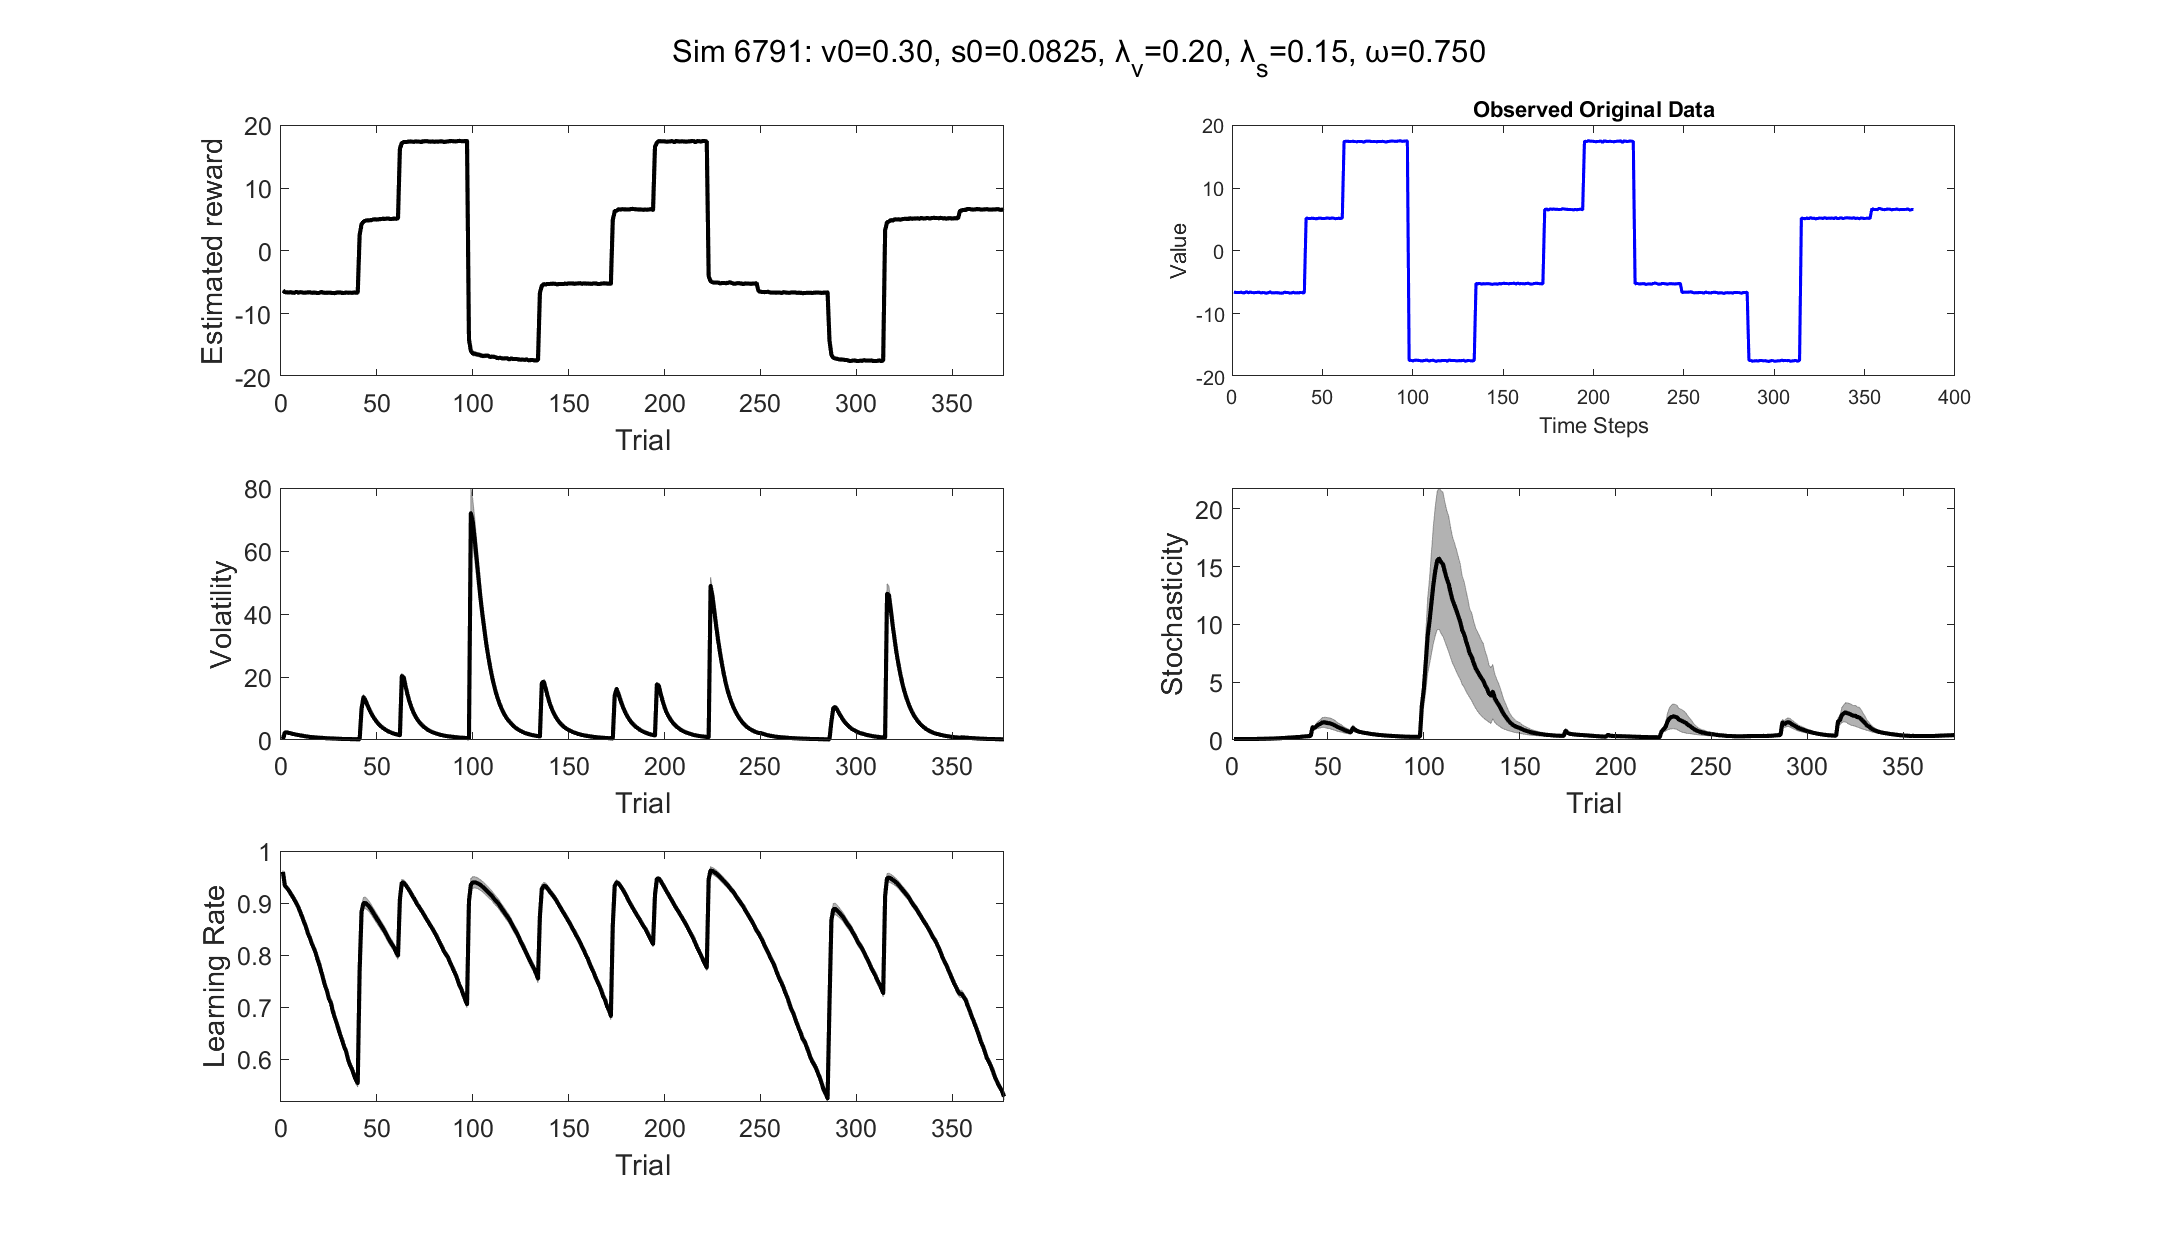 Sim 6791: v0=0.30, s0=0.0825, λ_v=0.20, λ_s=0.15, ω=0.750
Estimated reward
20
10
0
-10
-20
0 50 100 150 200 250 300 350
Trial
Observed Original Data
Value
20
10
0
-10
-20
0 50 100 150 200 250 300 350 400
Time Steps
Volatility
80
60
40
20
0
0 50 100 150 200 250 300 350
Trial
Stochasticity
20
15
10
5
0
0 50 100 150 200 250 300 350
Trial
Learning Rate
1
0.9
0.8
0.7
0.6
0 50 100 150 200 250 300 350
Trial